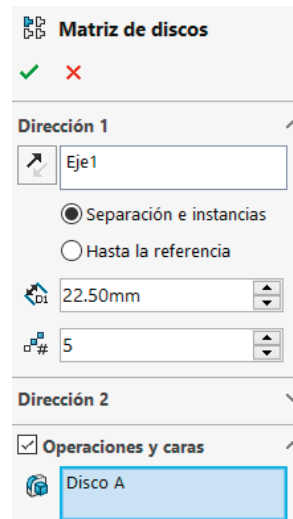 Matriz de discos
Dirección 1
Eje1
Separación e instancias
Hasta la referencia
D1 22.50mm
# 5
Dirección 2
Operaciones y caras
Disco A